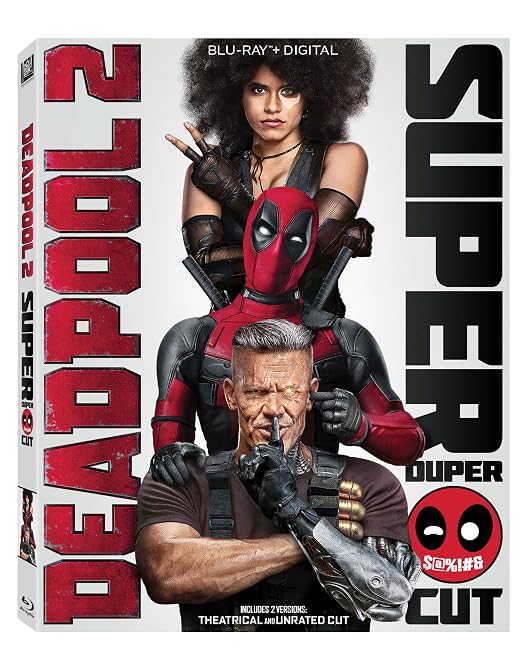 BLU-RAY + DIGITAL
DEADPOOL 2
SUPER
DUPER
$@%!#&
CUT
INCLUDES 2 VERSIONS:
THEATRICAL AND UNRATED CUT
DEADPOOL 2
SUPER
DUPER
CUT